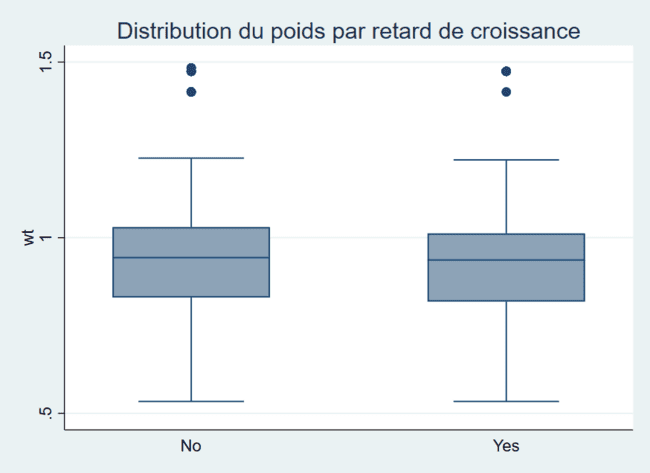 Distribution du poids par retard de croissance
1.5
1
.5
wt
No Yes